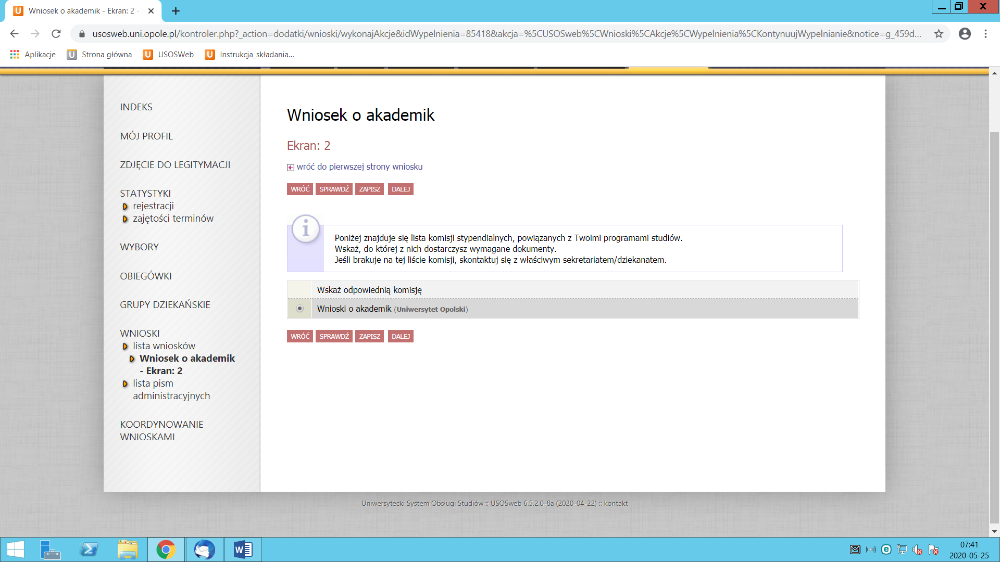 Wniosek o akademik - Ekran: 2 -
usosweb.uni.opole.pl/kontroler.php?_action=dodatki/wnioski/wykonajAkcje&idWypelnienia=85418&akcja=%5CUSOSweb%5CWnioski%5CAkcje%5CWypelnienia%5CKontynuujWypelnianie&notice=g_459d...
Aplikacje
Strona główna
USOSWeb
Instrukcja_składania...
INDEKS
MÓJ PROFIL
ZDJĘCIE DO LEGITYMACJI
STATYSTYKI
rejestracji
zajętości terminów
WYBORY
OBIEGÓWKI
GRUPY DZIEKAŃSKIE
WNIOSKI
lista wniosków
Wniosek o akademik
- Ekran: 2
lista pism
administracyjnych
KOORDYNOWANIE
WNIOSKAMI
Wniosek o akademik
Ekran: 2
wróć do pierwszej strony wniosku
WRÓĆ SPRAWDŹ ZAPISZ DALEJ
Poniżej znajduje się lista komisji stypendialnych, powiązanych z Twoimi programami studiów.
Wskaż, do której z nich dostarczysz wymagane dokumenty.
Jeśli brakuje na tej liście komisji, skontaktuj się z właściwym sekretariatem/dziekanatem.
Wskaż odpowiednią komisję
Wnioski o akademik (Uniwersytet Opolski)
WRÓĆ SPRAWDŹ ZAPISZ DALEJ
Uniwersytecki System Obsługi Studiów :: USOSweb 6.5.2.0-8a (2020-04-22) :: kontakt
07:41
2020-05-25